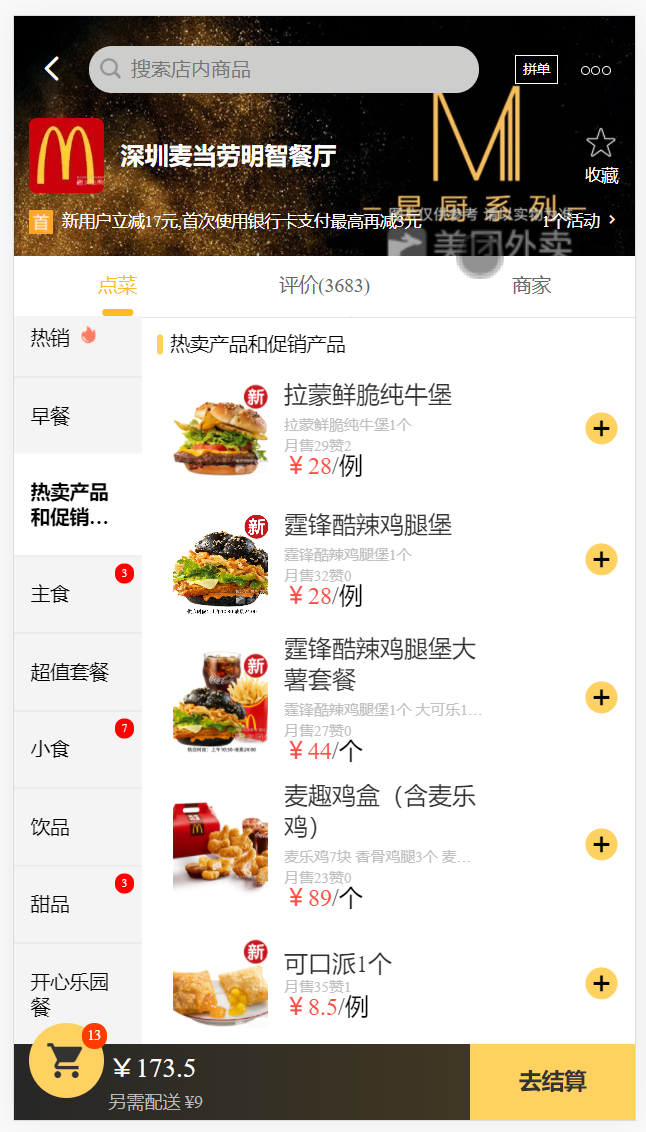 搜索店内商品
拼单
深圳麦当劳明智餐厅
收藏
星厨系列
图片仅供参考 请以实物为准
首 新用户立减17元,首次使用银行卡支付最高再减3元
1个活动
美团外卖
点菜 评价(3683) 商家
热销
早餐
热卖产品
和促销…
主食
3
超值套餐
小食
7
饮品
甜品
3
开心乐园
餐
热卖产品和促销产品
新
拉蒙鲜脆纯牛堡
拉蒙鲜脆纯牛堡1个
月售29赞2
￥28/例
新
霆锋酷辣鸡腿堡
霆锋酷辣鸡腿堡1个
月售32赞0
￥28/例
新
霆锋酷辣鸡腿堡大
薯套餐
霆锋酷辣鸡腿堡1个 大可乐1…
月售27赞0
￥44/个
麦趣鸡盒（含麦乐
鸡）
麦乐鸡7块 香骨鸡腿3个 麦…
月售23赞0
￥89/个
新
可口派1个
月售35赞1
￥8.5/例
13
￥173.5
另需配送 ¥9
去结算